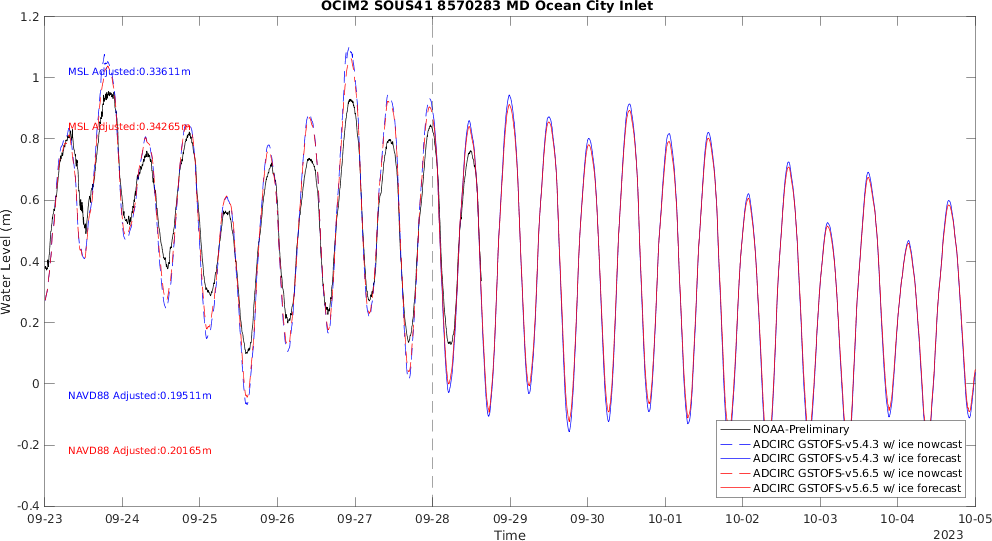 OCIM2 SOUS41 8570283 MD Ocean City Inlet
1.2
1
0.8
0.6
0.4
0.2
0
-0.2
-0.4
Water Level (m)
MSL Adjusted:0.33611m
MSL Adjusted:0.34265m
NAVD88 Adjusted:0.19511m
NAVD88 Adjusted:0.20165m
NOAA-Preliminary
ADCIRC GSTOFS-v5.4.3 w/ ice nowcast
ADCIRC GSTOFS-v5.4.3 w/ ice forecast
ADCIRC GSTOFS-v5.6.5 w/ ice nowcast
ADCIRC GSTOFS-v5.6.5 w/ ice forecast
09-23 09-24 09-25 09-26 09-27 09-28 09-29 09-30 10-01 10-02 10-03 10-04 10-05
Time
2023